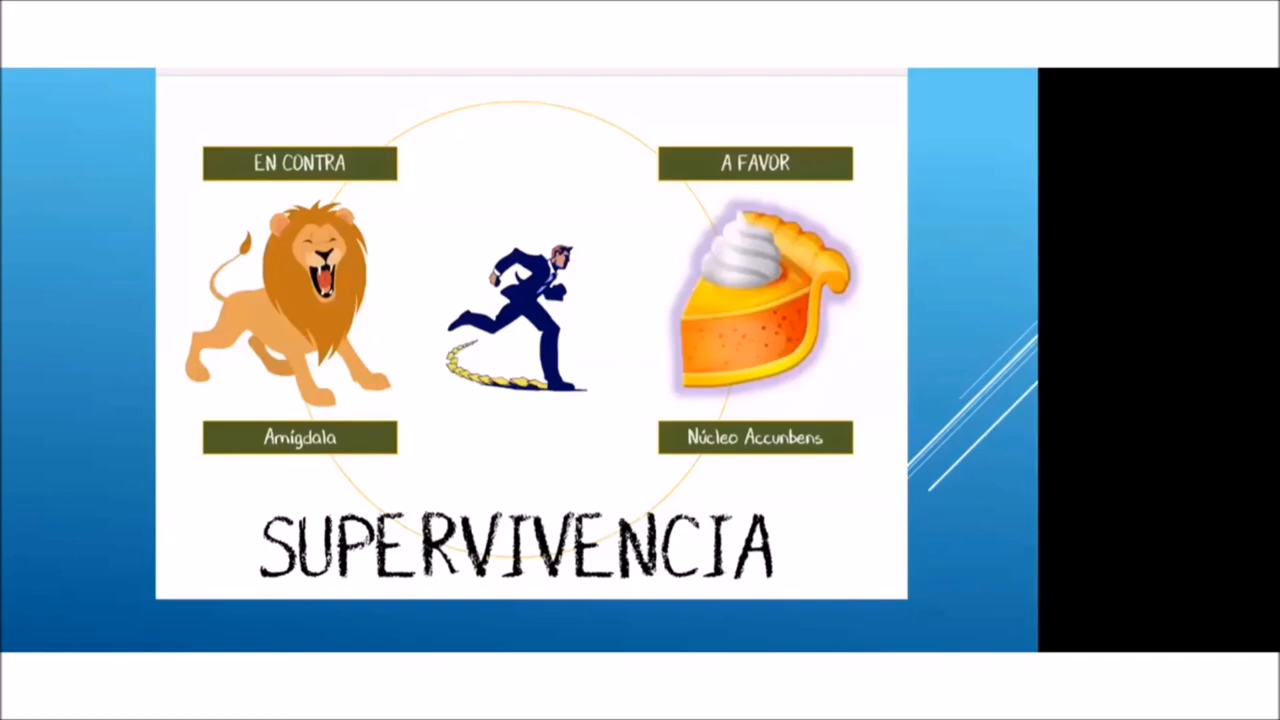 EN CONTRA
A FAVOR
Amígdala
Núcleo Accunbens
SUPERVIVENCIA